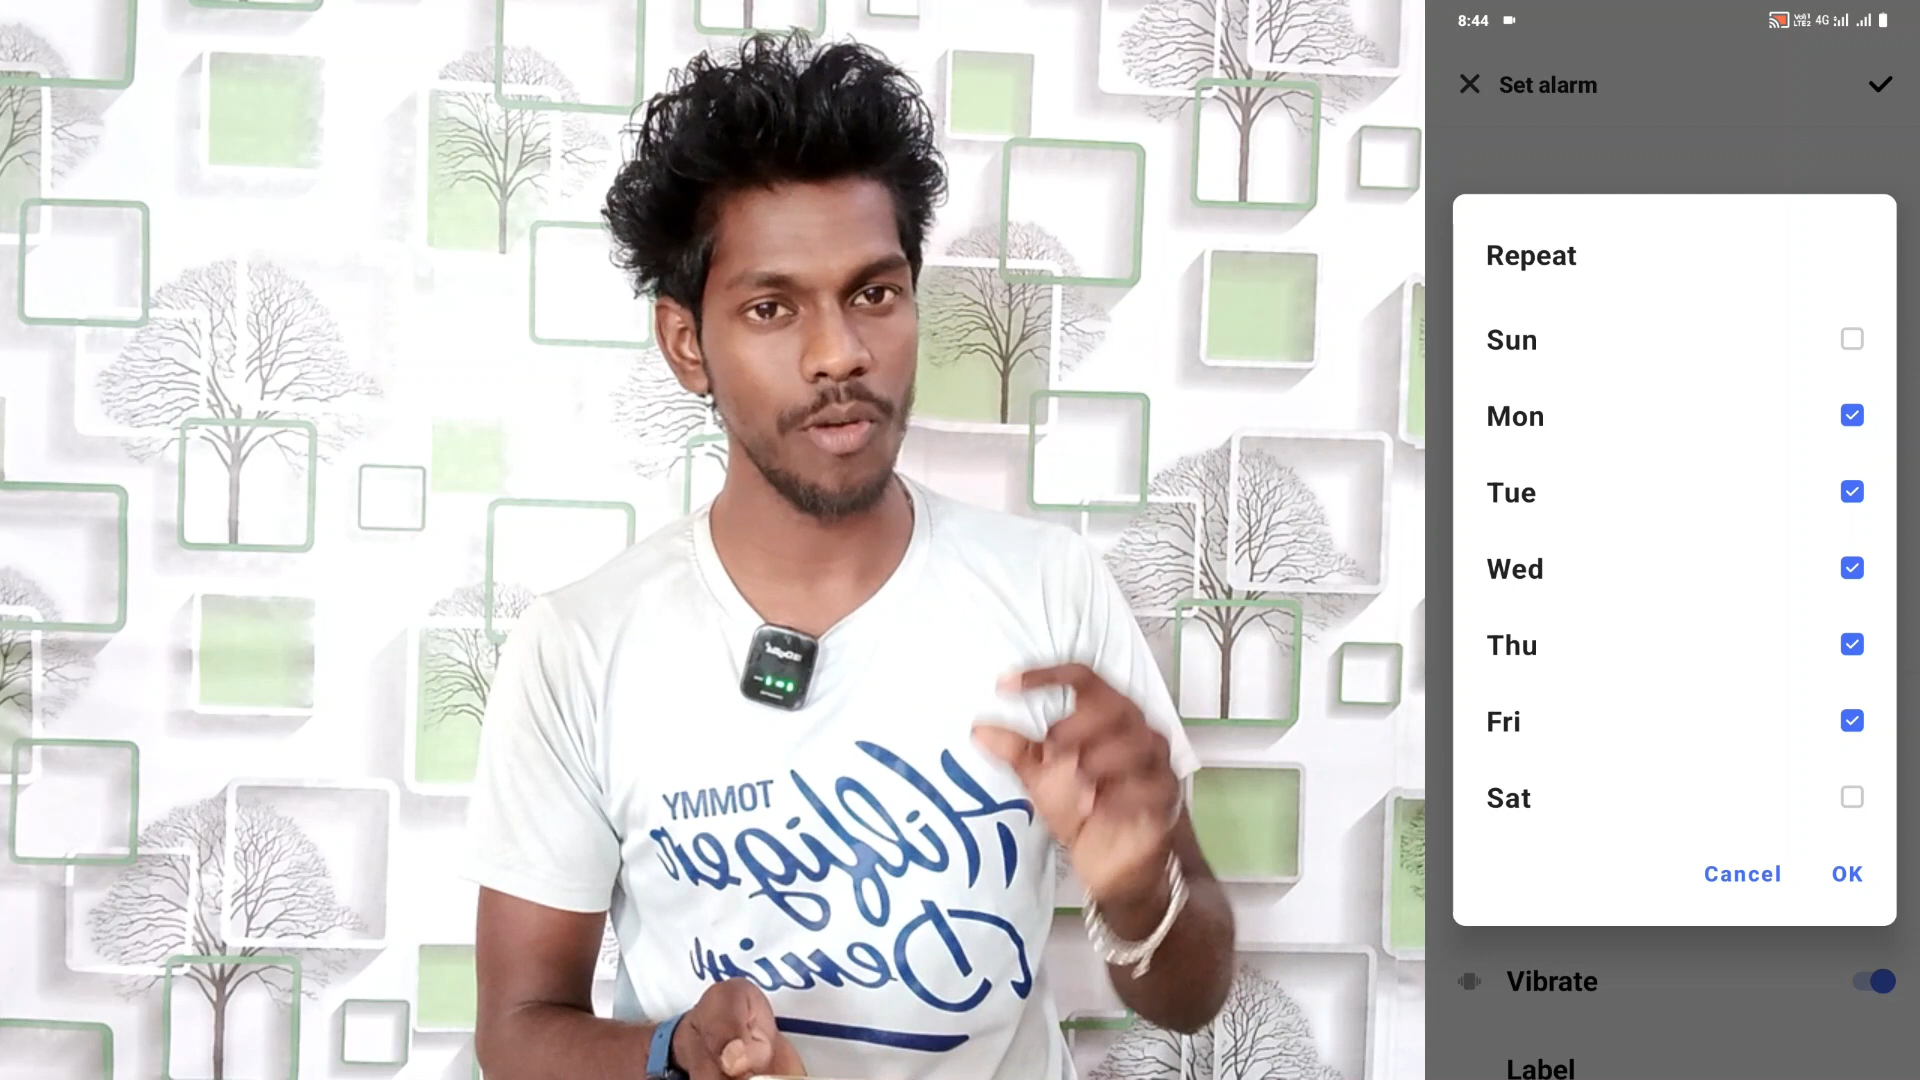 8:44
4G
Set alarm
Repeat
Sun
Mon
Tue
Wed
Thu
Fri
Sat
Cancel
OK
Vibrate
Label
TOMMY
Hilfiger
Denim